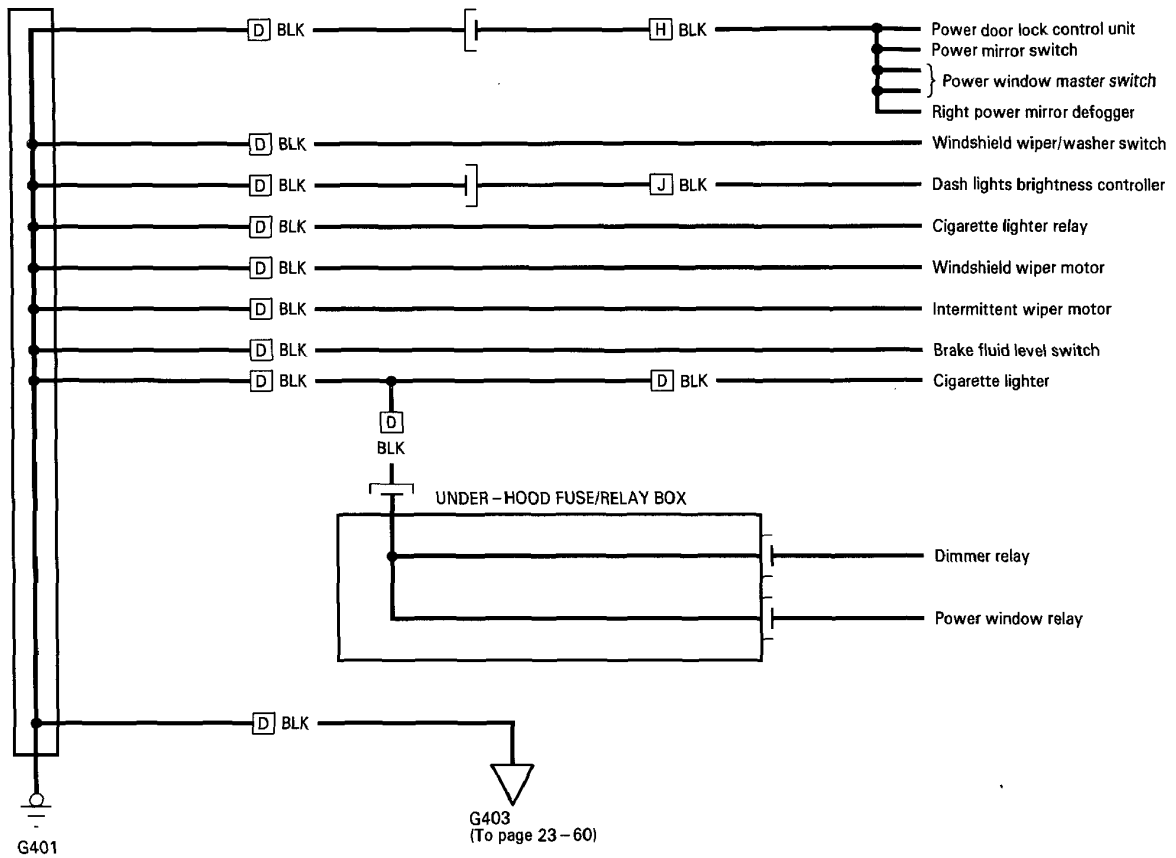 D BLK H BLK Power door lock control unit
Power mirror switch
Power window master switch
Right power mirror defogger
D BLK Windshield wiper/washer switch
D BLK J BLK Dash lights brightness controller
D BLK Cigarette lighter relay
D BLK Windshield wiper motor
D BLK Intermittent wiper motor
D BLK Brake fluid level switch
D BLK D BLK Cigarette lighter
D
BLK
UNDER-HOOD FUSE/RELAY BOX
Dimmer relay
Power window relay
D BLK
G403
(To page 23-60)
G401